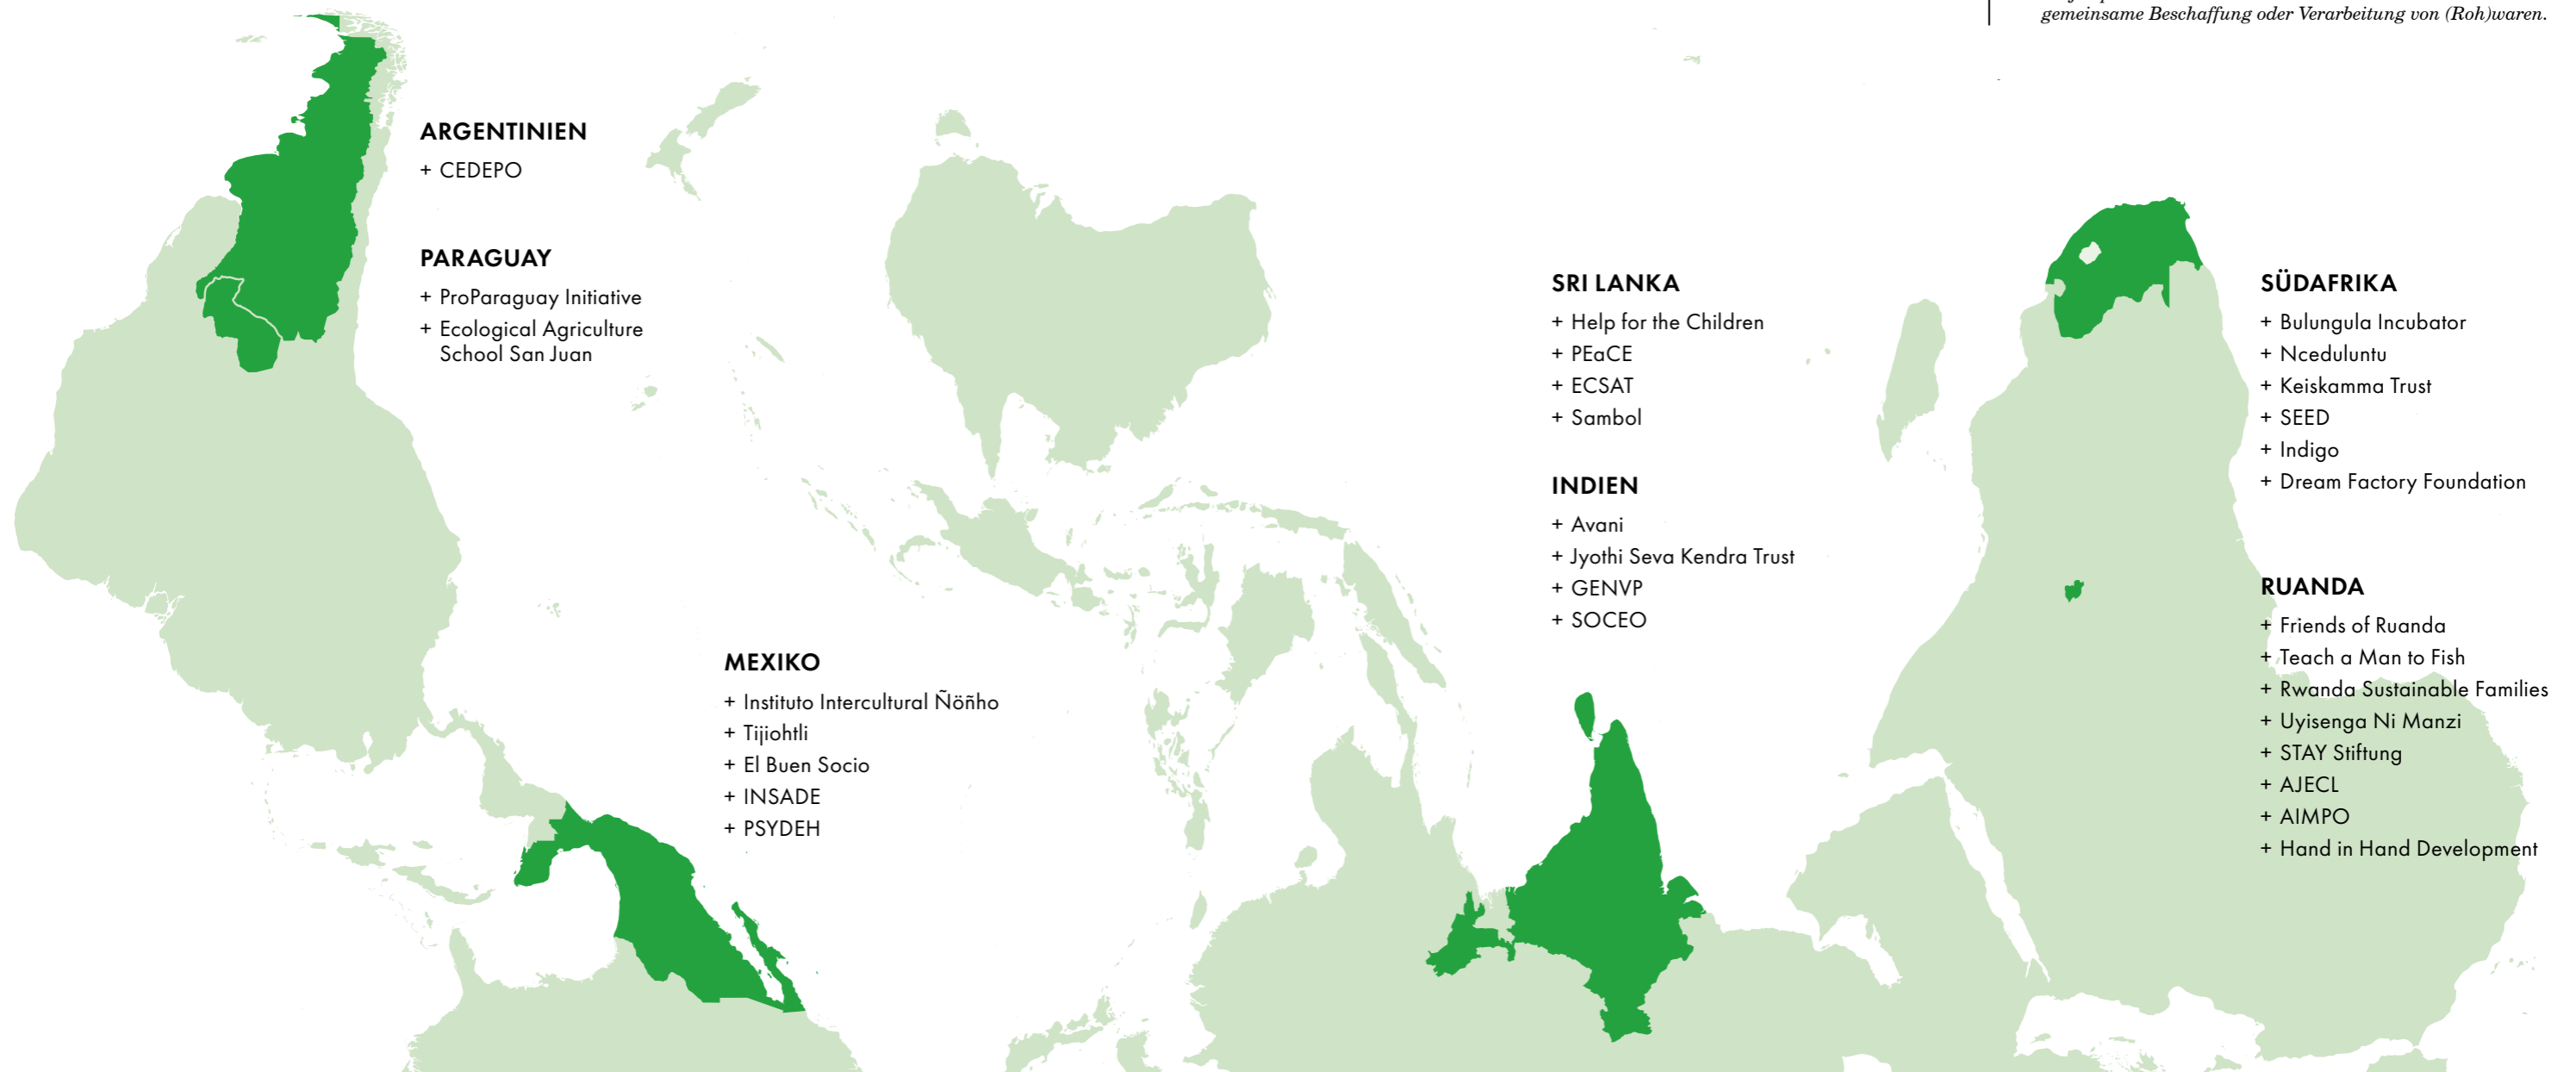 gemeinsame Beschaffung oder Verarbeitung von (Roh)waren.
ARGENTINIEN
+ CEDEPO
PARAGUAY
+ ProParaguay Initiative
+ Ecological Agriculture
School San Juan
MEXIKO
+ Instituto Intercultural Ñöñho
+ Tijiohtli
+ El Buen Socio
+ INSADE
+ PSYDEH
SRI LANKA
+ Help for the Children
+ PEaCE
+ ECSAT
+ Sambol
INDIEN
+ Avani
+ Jyothi Seva Kendra Trust
+ GENVP
+ SOCEO
SÜDAFRIKA
+ Bulungula Incubator
+ Nceduluntu
+ Keiskamma Trust
+ SEED
+ Indigo
+ Dream Factory Foundation
RUANDA
+ Friends of Ruanda
+ Teach a Man to Fish
+ Rwanda Sustainable Families
+ Uyisenga Ni Manzi
+ STAY Stiftung
+ AJECL
+ AIMPO
+ Hand in Hand Development